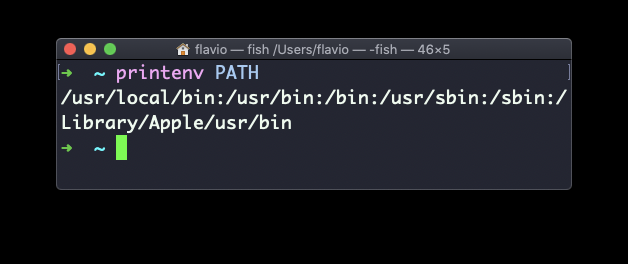 flavio — fish /Users/flavio — -fish — 46×5
➜ ~ printenv PATH
/usr/local/bin:/usr/bin:/bin:/usr/sbin:/sbin:/
Library/Apple/usr/bin
➜ ~